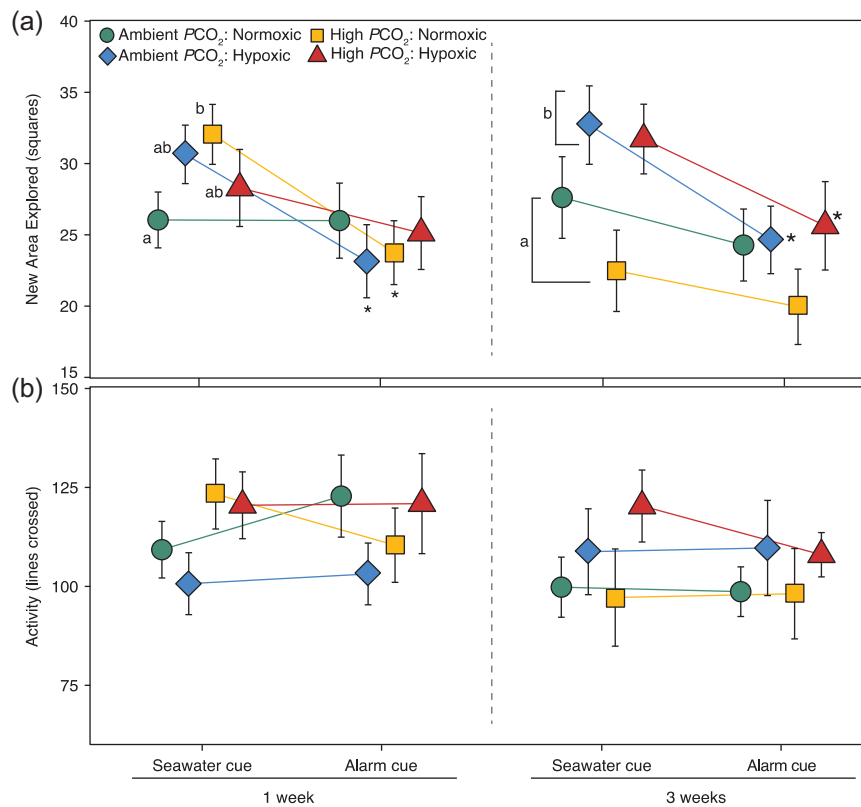 (a)
Ambient PCO₂: Normoxic
High PCO₂: Normoxic
Ambient PCO₂: Hypoxic
High PCO₂: Hypoxic
New Area Explored (squares)
40
35
30
25
20
15
a
ab
b
ab
*
*
b
a
*
*
(b)
Activity (lines crossed)
150
125
100
75
Seawater cue
Alarm cue
Seawater cue
Alarm cue
1 week
3 weeks